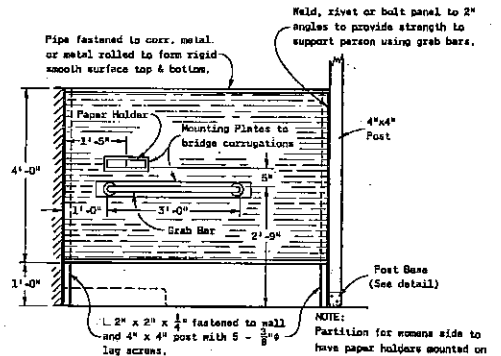 Weld, rivet or bolt panel to 2"
angles to provide strength to
support person using grab bars.
Pipe fastened to corr. metal
or metal rolled to form rigid
smooth surface top & bottom.
Paper Holder
Mounting Plates to
bridge corrugations
1'-5"
4"x4"
Post
4'-0"
5"
1'-0"
3'-0"
Grab Bar
2'-9"
1'-0"
Post Base
(See detail)
L 2" x 2" x 1/4" fastened to wall
and 4" x 4" post with 5 - 3/8"ϕ
lag screws.
NOTE:
Partition for womens side to
have paper holders mounted on